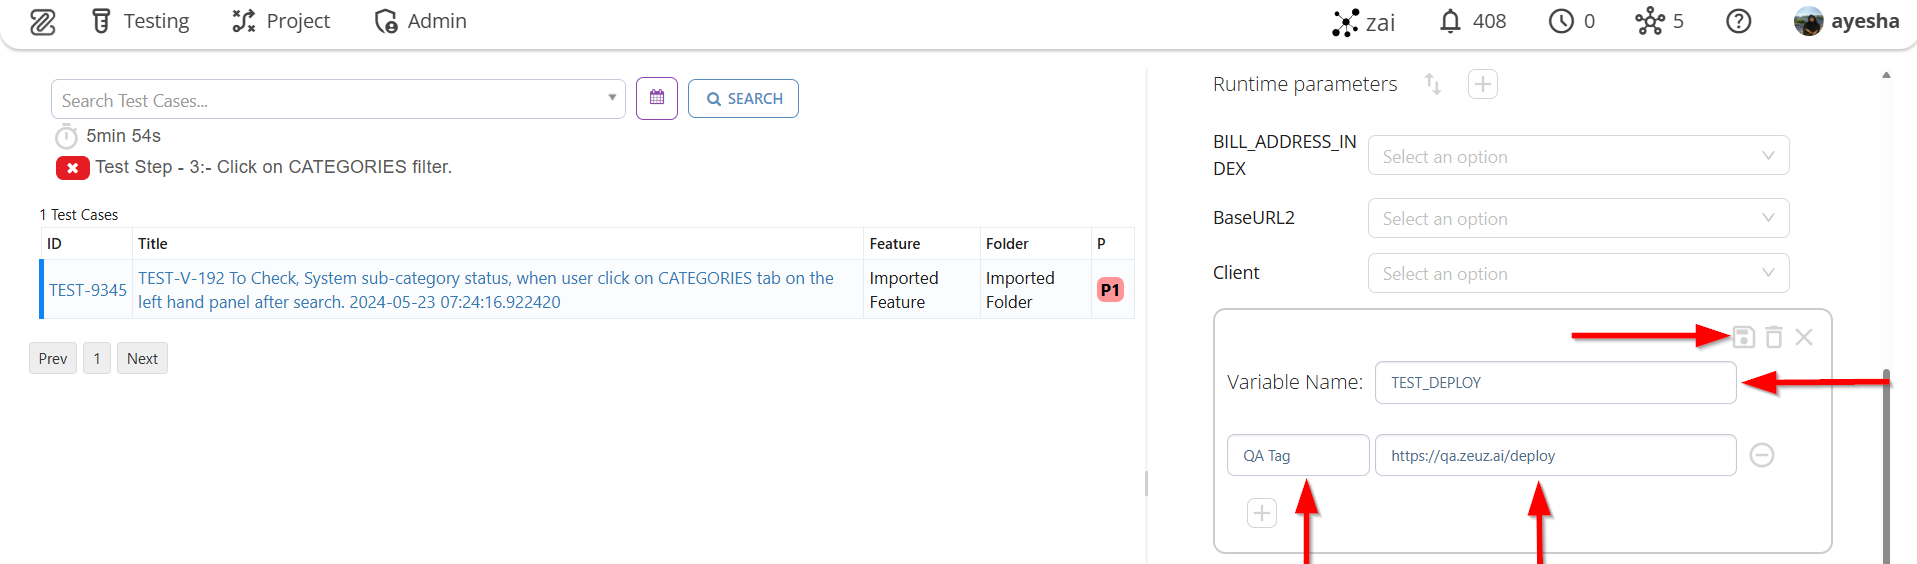 Testing Project Admin zai 408 0 5 ayesha
Search Test Cases... SEARCH
5min 54s
Test Step - 3:- Click on CATEGORIES filter.
1 Test Cases
ID Title Feature Folder P
TEST-9345 TEST-V-192 To Check, System sub-category status, when user click on CATEGORIES tab on the left hand panel after search. 2024-05-23 07:24:16.922420 Imported Feature Imported Folder P1
Prev 1 Next
Runtime parameters
BILL_ADDRESS_INDEX Select an option
BaseURL2 Select an option
Client Select an option
Variable Name: TEST_DEPLOY
QA Tag https://qa.zeuz.ai/deploy